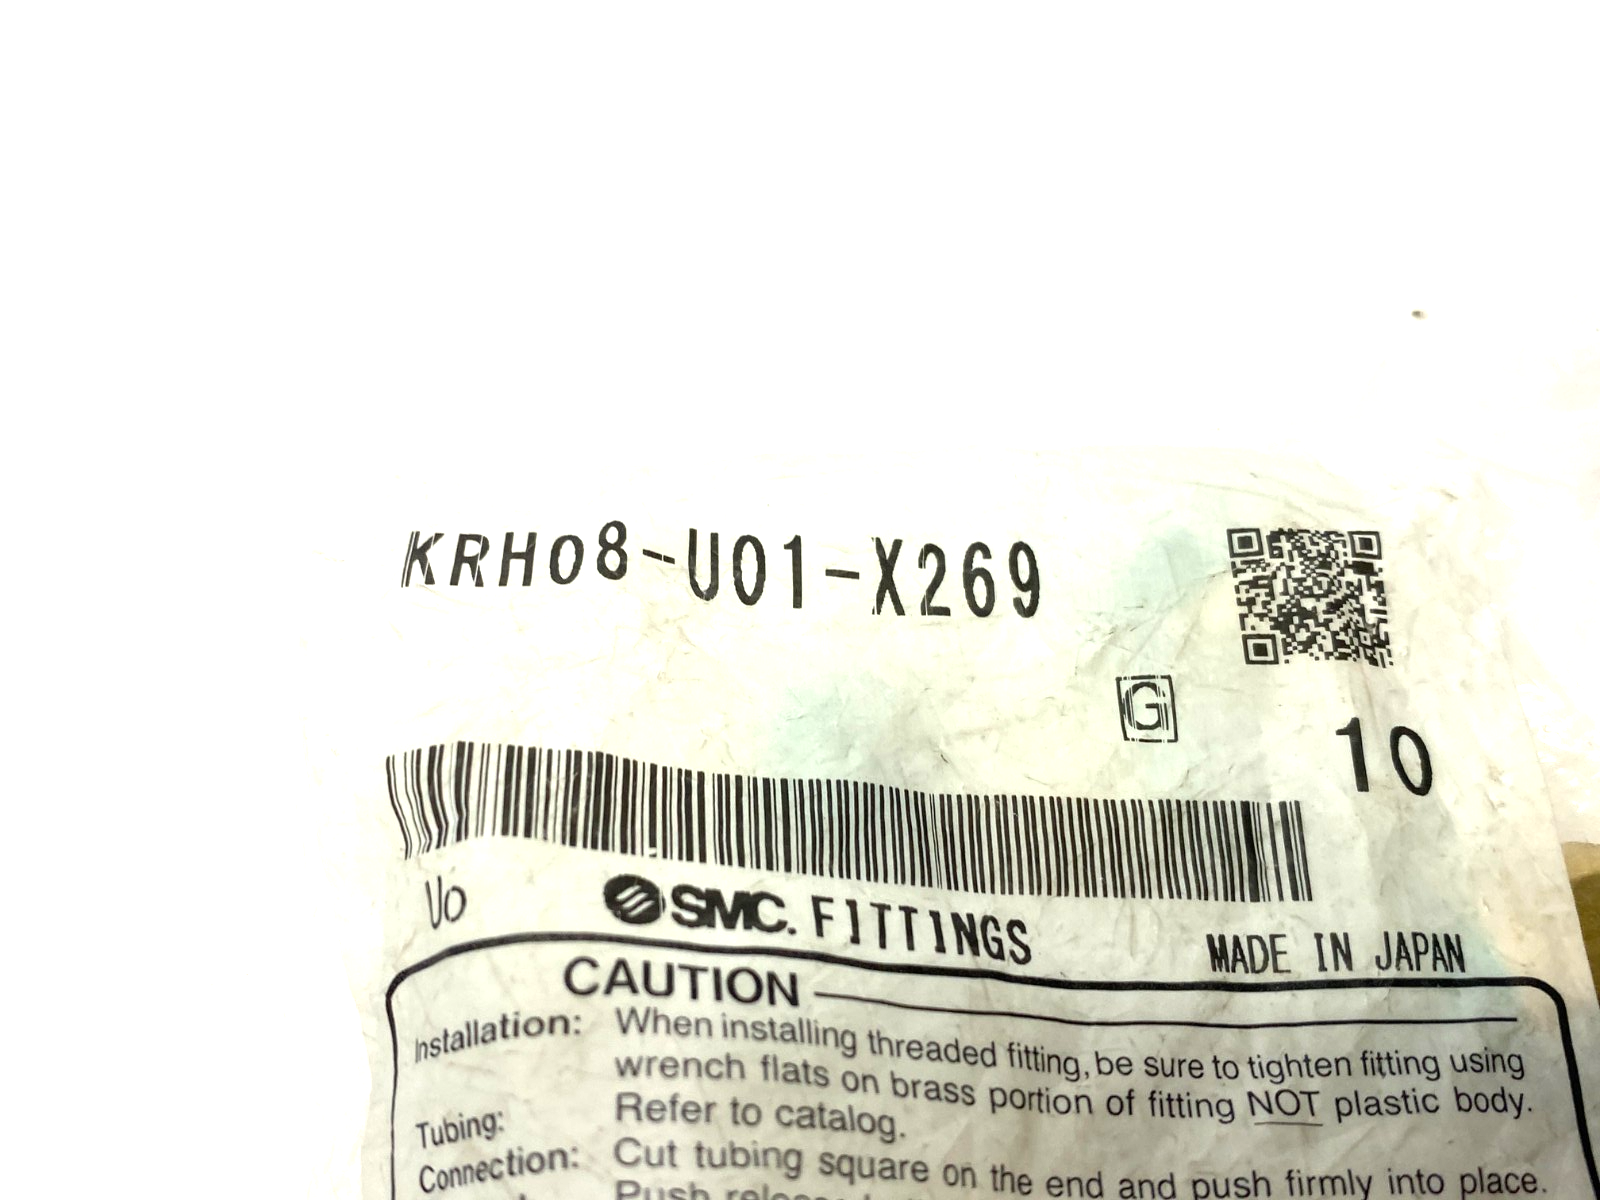 KRH08-U01-X269
G
10
UO
SMC. FITTINGS
MADE IN JAPAN
CAUTION
Installation: When installing threaded fitting, be sure to tighten fitting using
wrench flats on brass portion of fitting NOT plastic body.
Tubing: Refer to catalog.
Connection: Cut tubing square on the end and push firmly into place.
Push